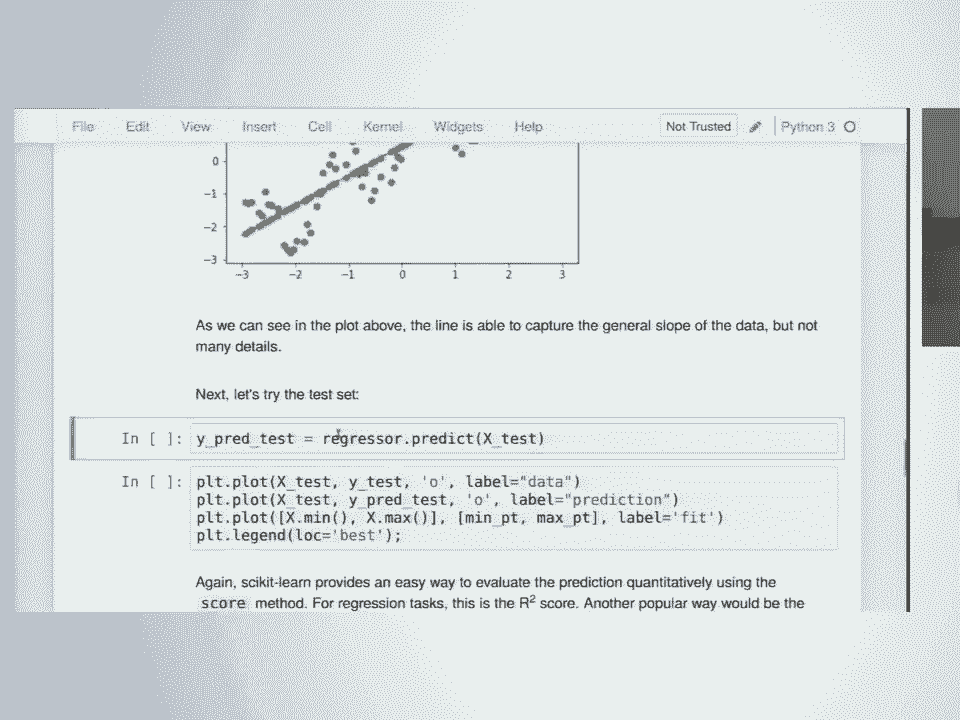 File Edit View Insert Cell Kernel Widgets Help Not Trusted Python 3
0
−1
−2
−3
−3 −2 −1 0 1 2 3
As we can see in the plot above, the line is able to capture the general slope of the data, but not
many details.
Next, let's try the test set:
In [ ]: y_pred_test = regressor.predict(X_test)
In [ ]: plt.plot(X_test, y_test, 'o', label="data")
plt.plot(X_test, y_pred_test, 'o', label="prediction")
plt.plot([X.min(), X.max()], [min_pt, max_pt], label='fit')
plt.legend(loc='best');
Again, scikit-learn provides an easy way to evaluate the prediction quantitatively using the
score method. For regression tasks, this is the R² score. Another popular way would be the